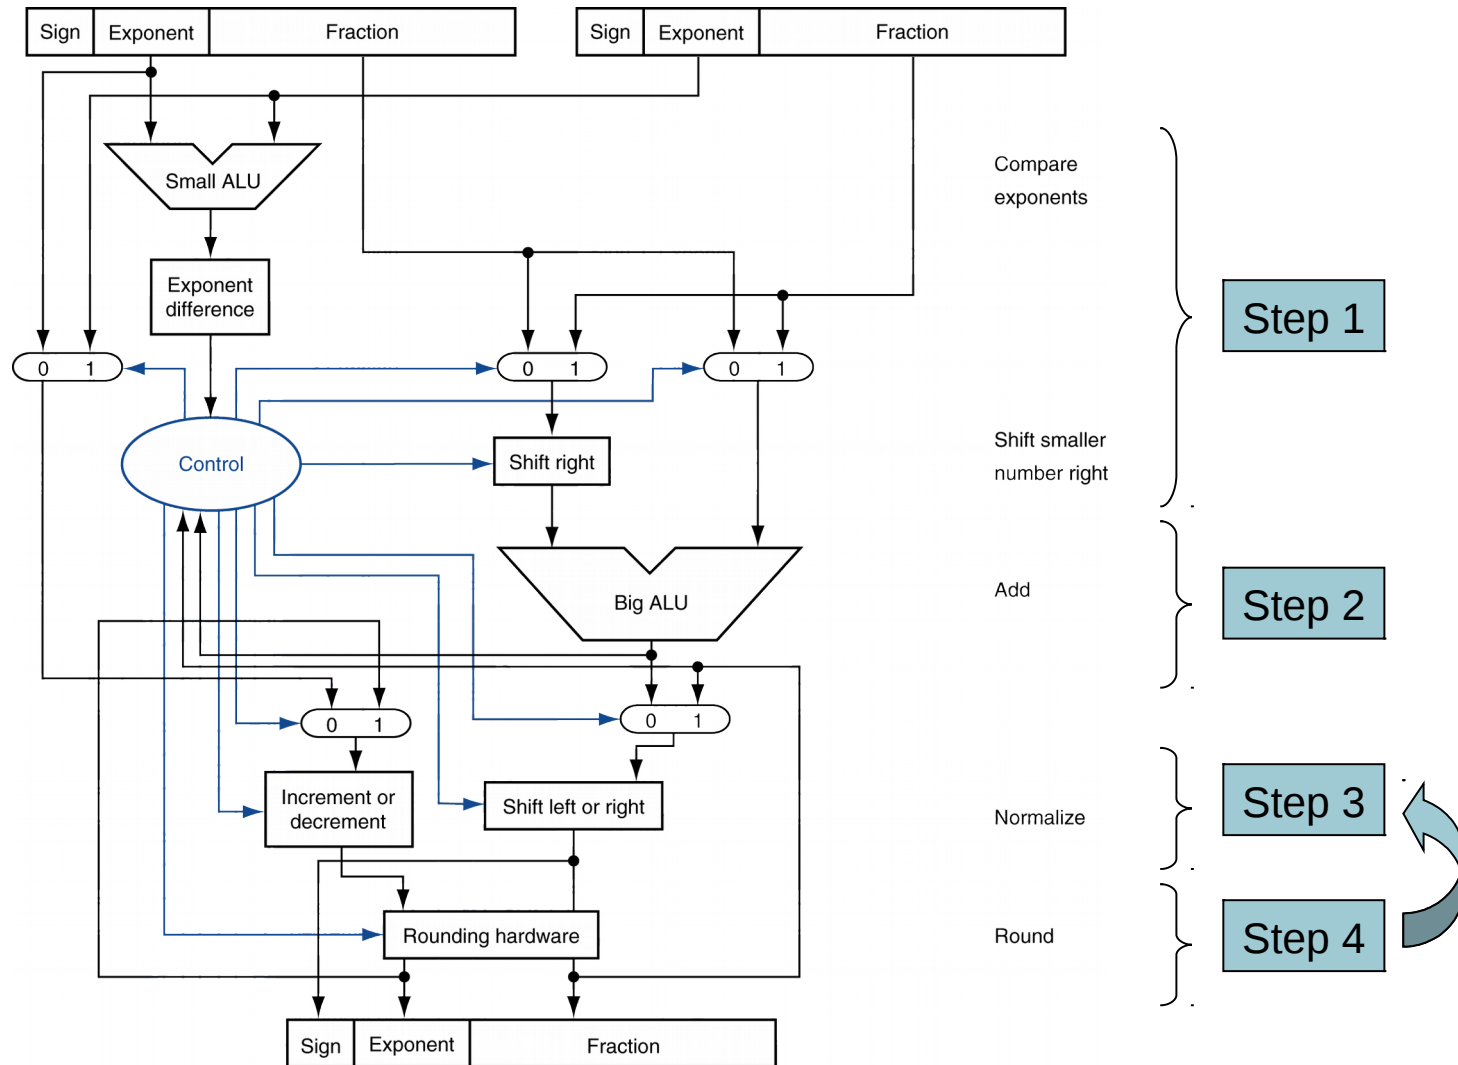 Sign Exponent Fraction
Sign Exponent Fraction
Small ALU
Compare
exponents
Exponent
difference
Step 1
0 1
0 1
0 1
Control
Shift right
Shift smaller
number right
Big ALU
Add
Step 2
0 1
0 1
Increment or
decrement
Shift left or right
Normalize
Step 3
Rounding hardware
Round
Step 4
Sign Exponent Fraction